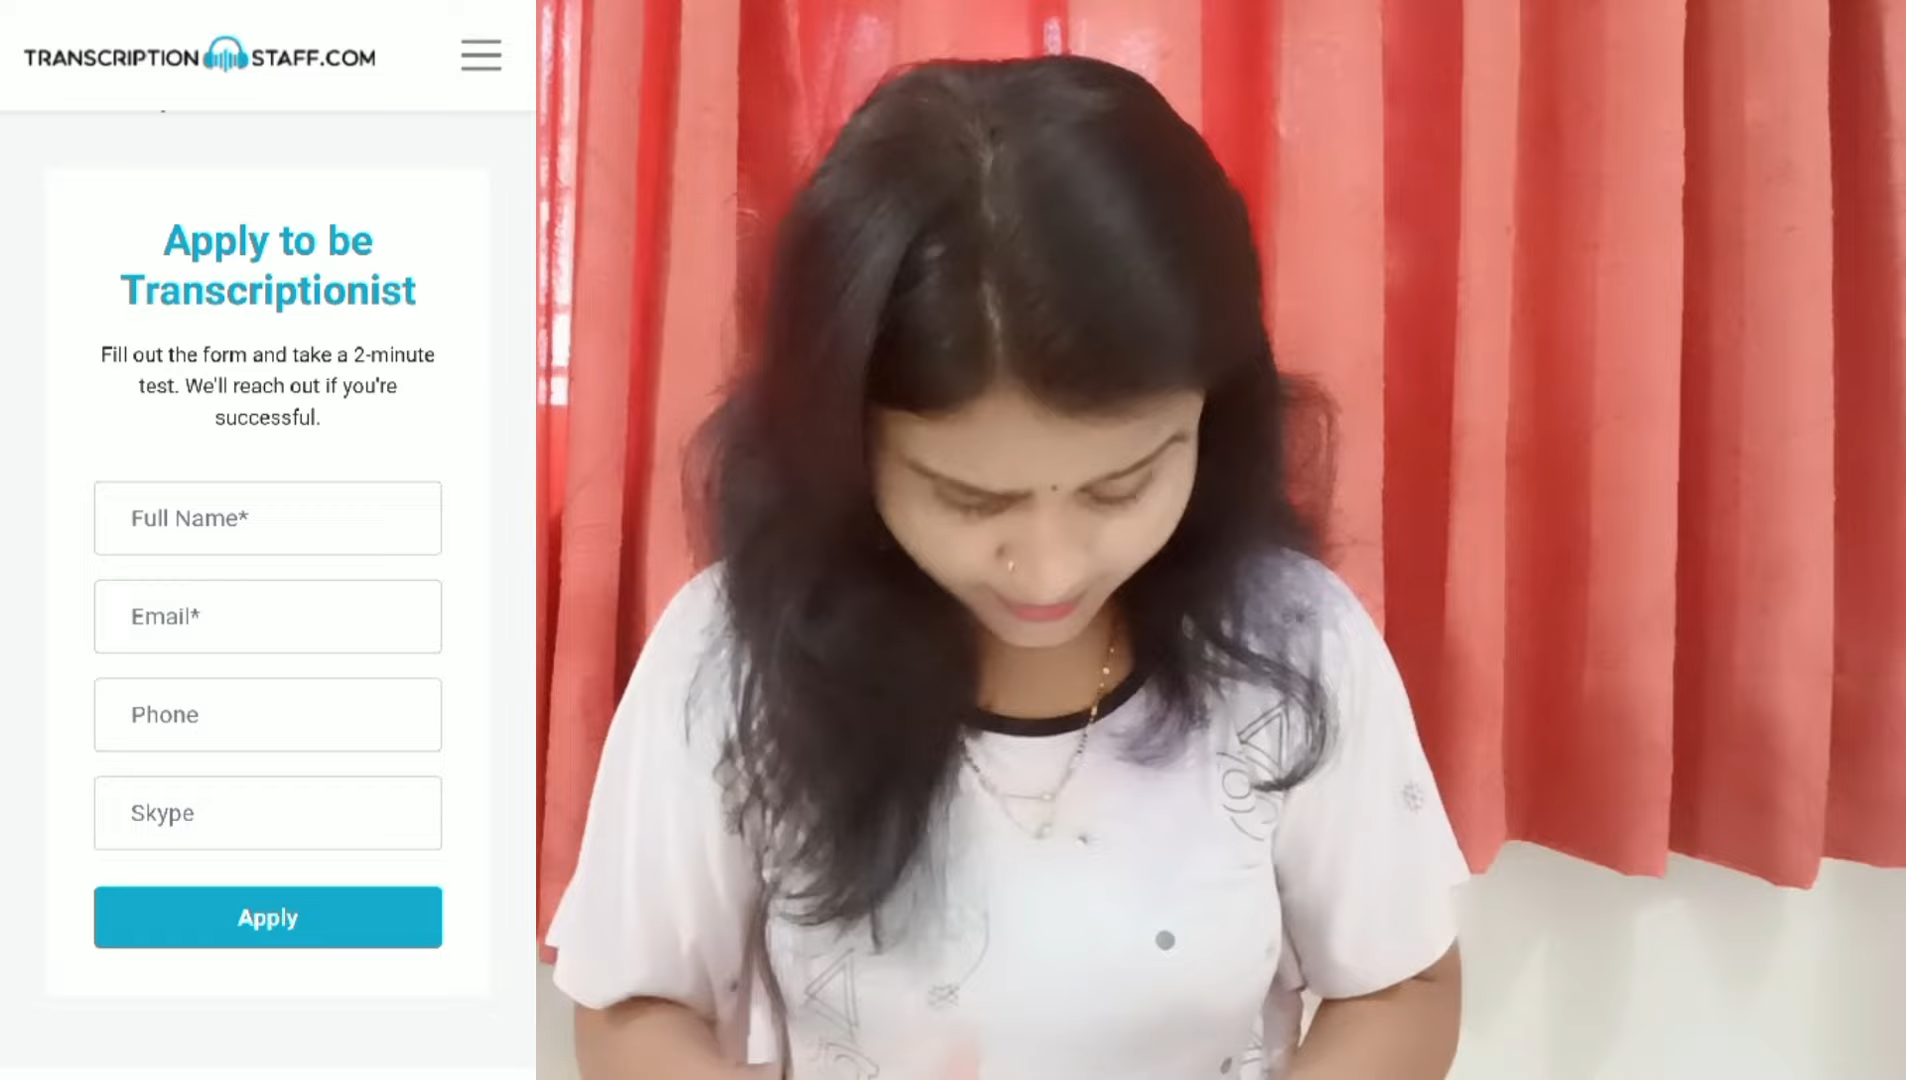 TRANSCRIPTION STAFF.COM
Apply to be
Transcriptionist
Fill out the form and take a 2-minute
test. We'll reach out if you're
successful.
Full Name*
Email*
Phone
Skype
Apply